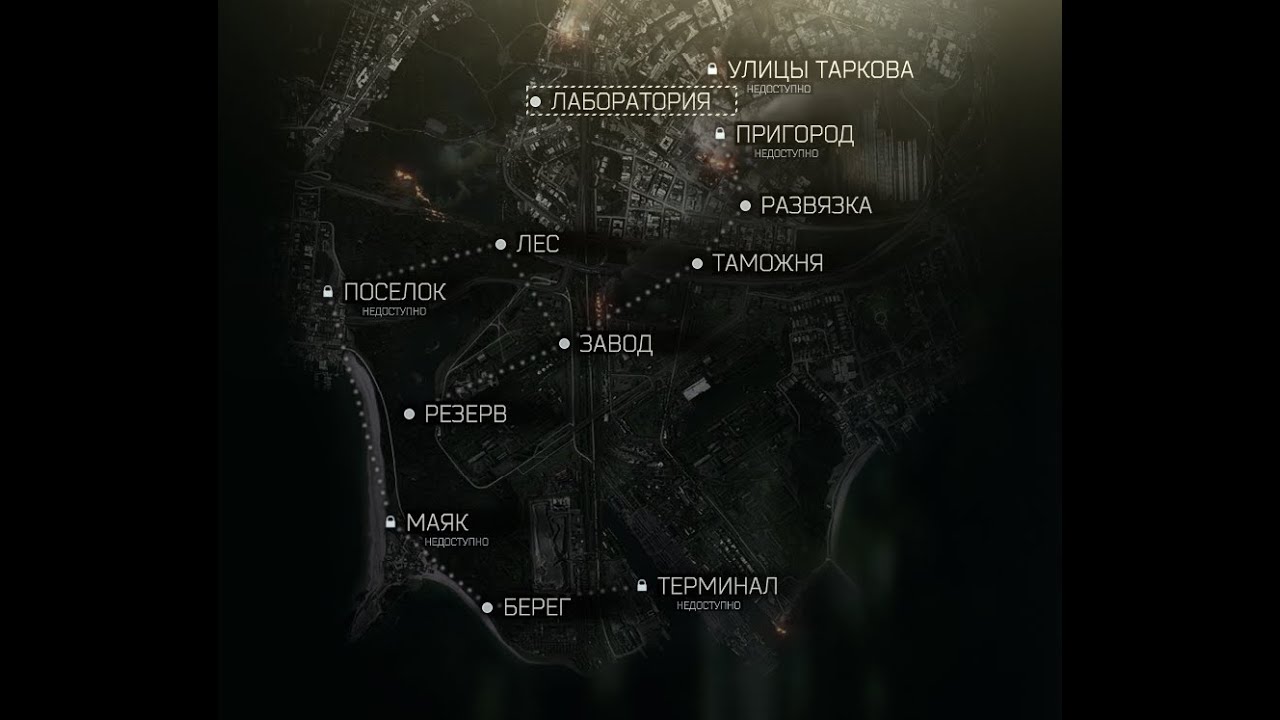 УЛИЦЫ ТАРКОВА
НЕДОСТУПНО
ЛАБОРАТОРИЯ
ПРИГОРОД
НЕДОСТУПНО
РАЗВЯЗКА
ЛЕС
ТАМОЖНЯ
ПОСЕЛОК
НЕДОСТУПНО
ЗАВОД
РЕЗЕРВ
МАЯК
НЕДОСТУПНО
ТЕРМИНАЛ
НЕДОСТУПНО
БЕРЕГ